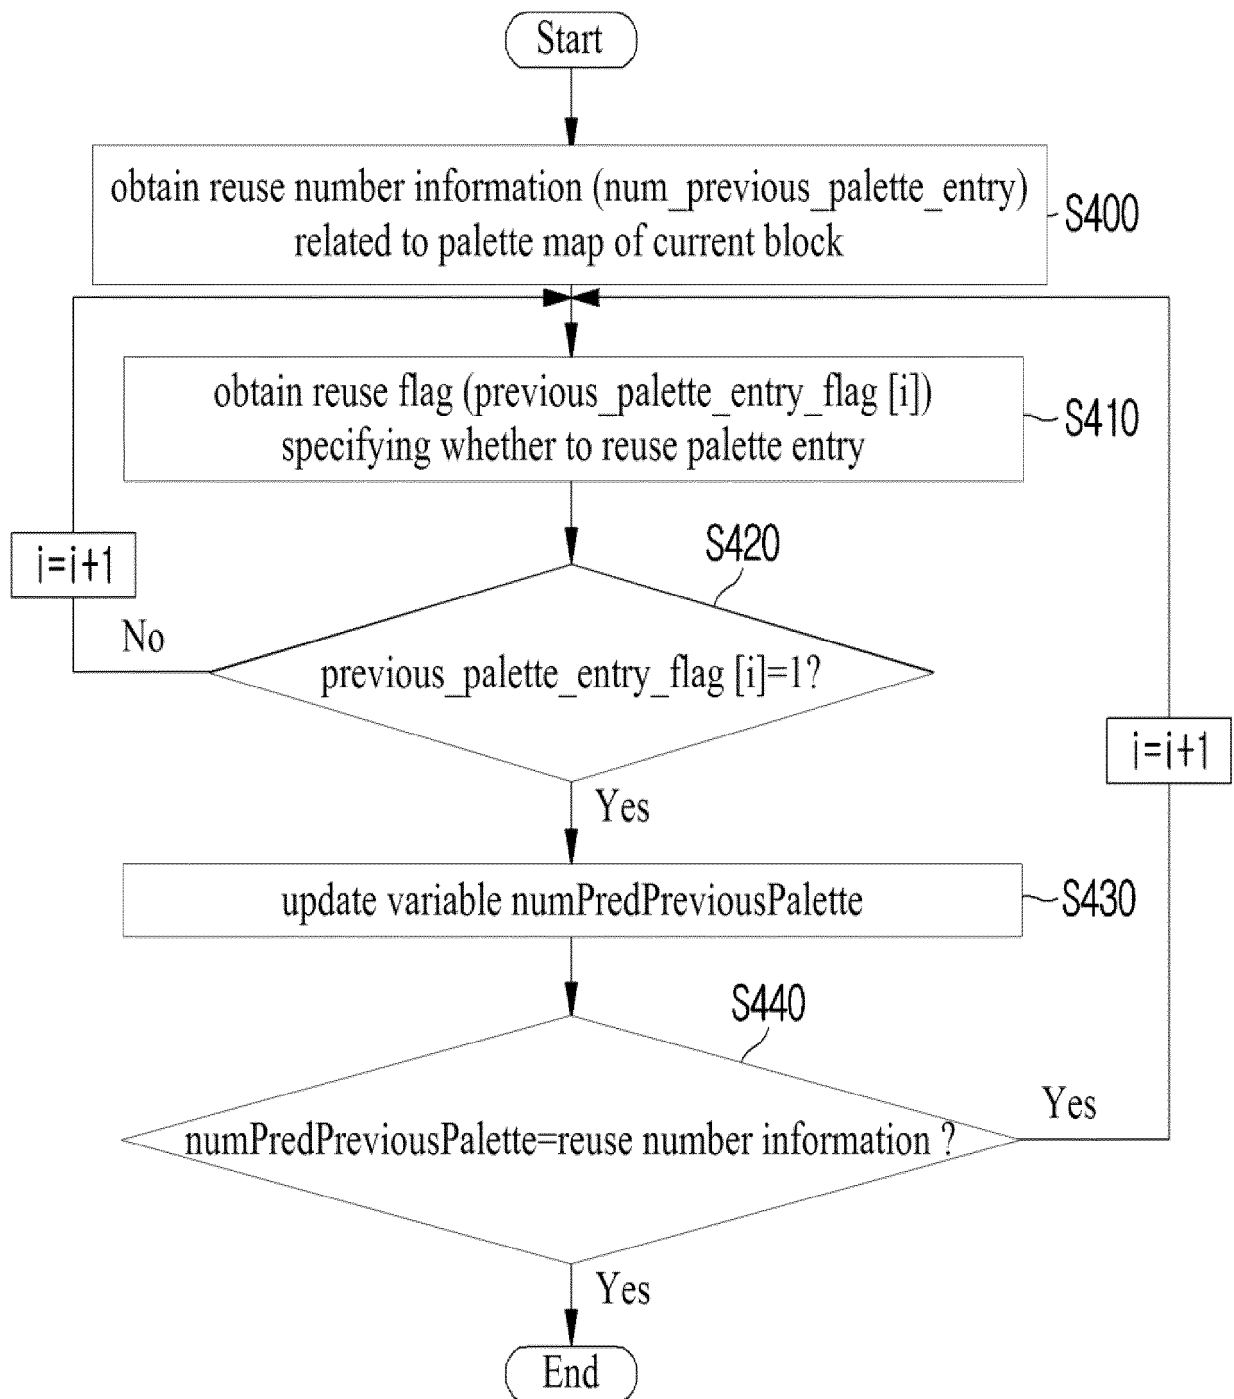 Start
obtain reuse number information (num_previous_palette_entry)
related to palette map of current block
S400
obtain reuse flag (previous_palette_entry_flag [i])
specifying whether to reuse palette entry
S410
S420
i=i+1
No
previous_palette_entry_flag [i]=1?
i=i+1
Yes
update variable numPredPreviousPalette
S430
S440
Yes
numPredPreviousPalette=reuse number information ?
Yes
End